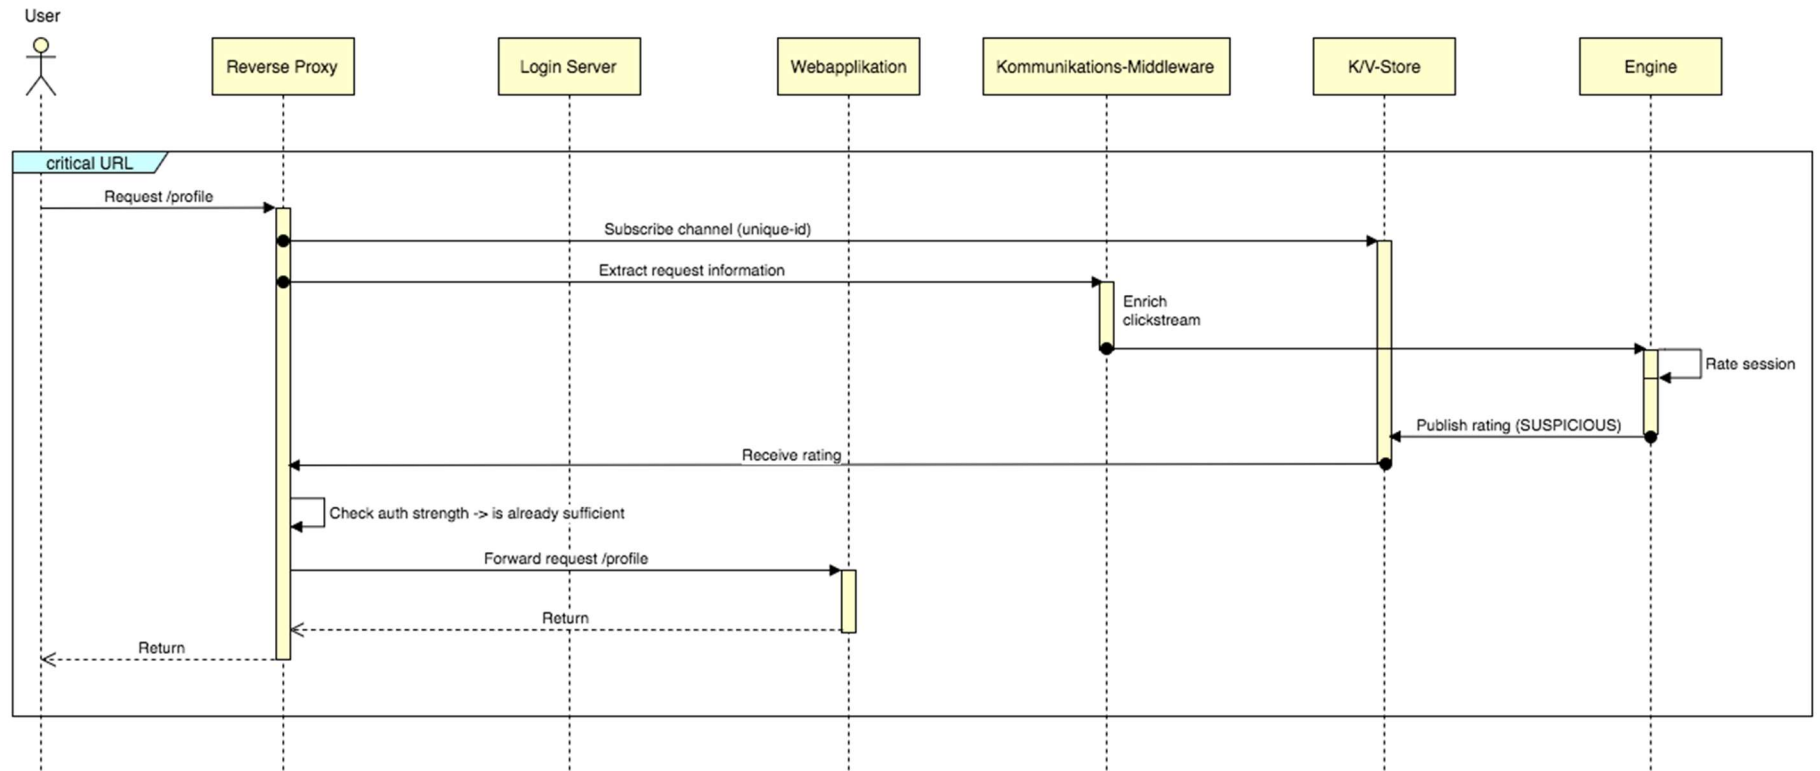 User
Reverse Proxy
Login Server
Webapplikation
Kommunikations-Middleware
K/V-Store
Engine
critical URL
Request /profile
Subscribe channel (unique-id)
Extract request information
Enrich
clickstream
Rate session
Publish rating (SUSPICIOUS)
Receive rating
Check auth strength -> is already sufficient
Forward request /profile
Return
Return